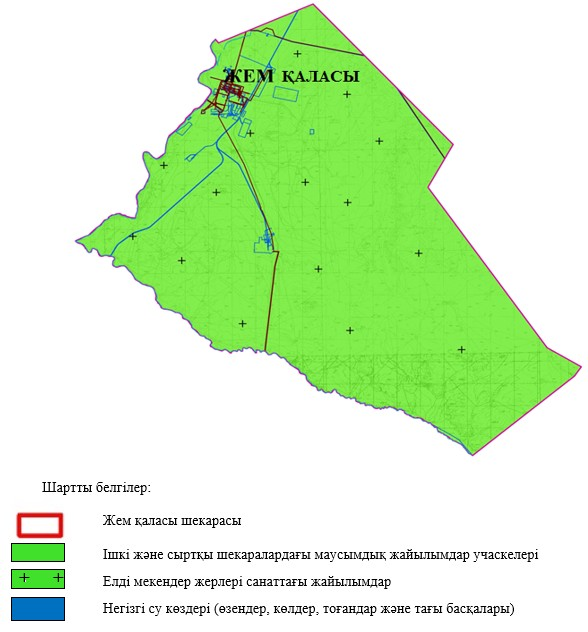 ЖЕМ ҚАЛАСЫ
Шартты белгілер:
Жем қаласы шекарасы
Ішкі және сыртқы шекаралардағы маусымдық жайылымдар учаскелері
Елді мекендер жерлері санаттағы жайылымдар
Негізгі су көздері (өзендер, көлдер, тоғандар және тағы басқалары)